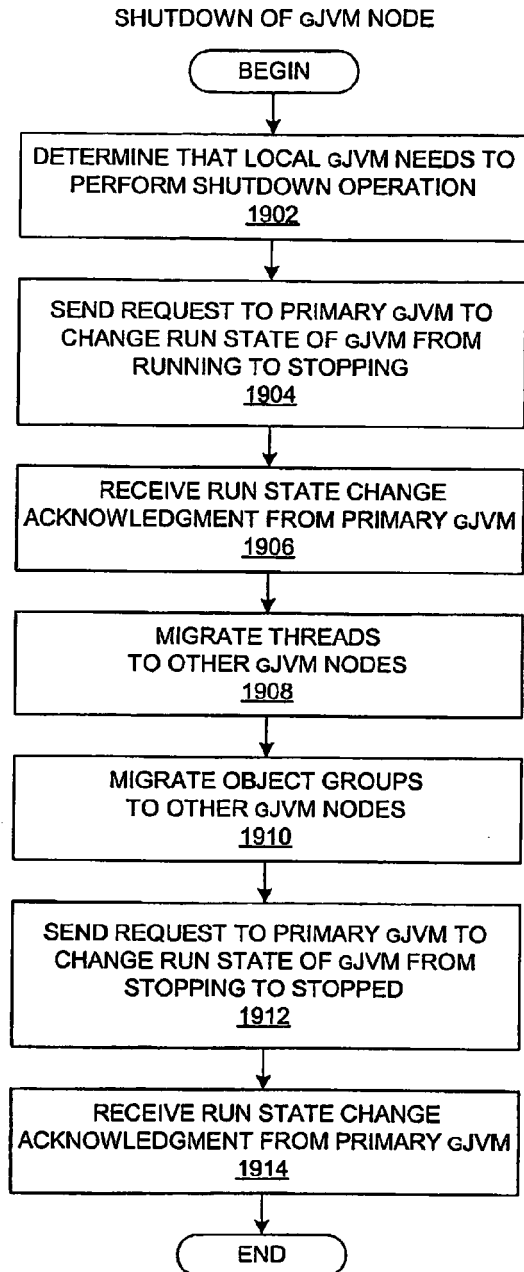 SHUTDOWN OF GJVM NODE
BEGIN
DETERMINE THAT LOCAL GJVM NEEDS TO
PERFORM SHUTDOWN OPERATION
1902
SEND REQUEST TO PRIMARY GJVM TO
CHANGE RUN STATE OF GJVM FROM
RUNNING TO STOPPING
1904
RECEIVE RUN STATE CHANGE
ACKNOWLEDGMENT FROM PRIMARY GJVM
1906
MIGRATE THREADS
TO OTHER GJVM NODES
1908
MIGRATE OBJECT GROUPS
TO OTHER GJVM NODES
1910
SEND REQUEST TO PRIMARY GJVM TO
CHANGE RUN STATE OF GJVM FROM
STOPPING TO STOPPED
1912
RECEIVE RUN STATE CHANGE
ACKNOWLEDGMENT FROM PRIMARY GJVM
1914
END